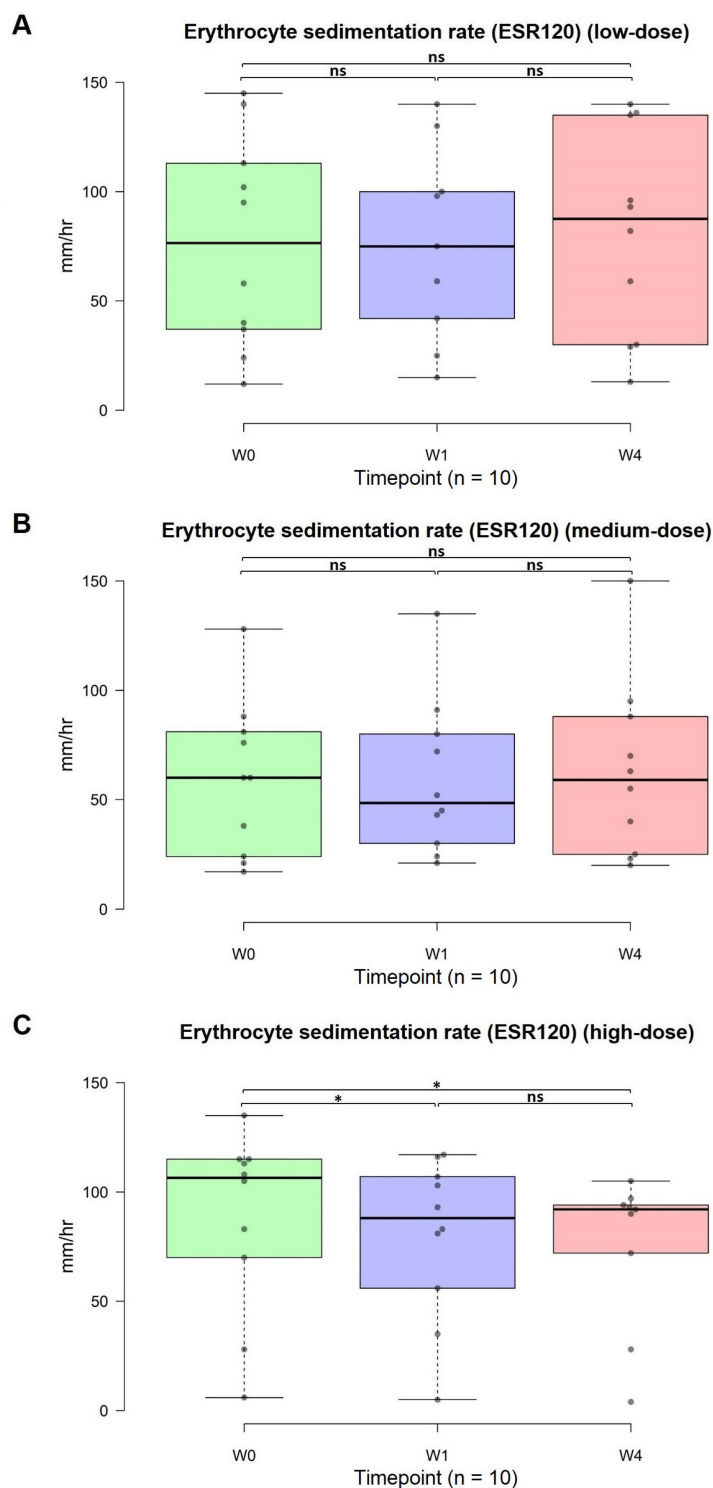 A
Erythrocyte sedimentation rate (ESR120) (low-dose)
ns
ns ns
150
100
50
0
mm/hr
W0 W1 W4
Timepoint (n = 10)
B
Erythrocyte sedimentation rate (ESR120) (medium-dose)
ns
ns ns
150
100
50
0
mm/hr
W0 W1 W4
Timepoint (n = 10)
C
Erythrocyte sedimentation rate (ESR120) (high-dose)
*
* ns
150
100
50
0
mm/hr
W0 W1 W4
Timepoint (n = 10)